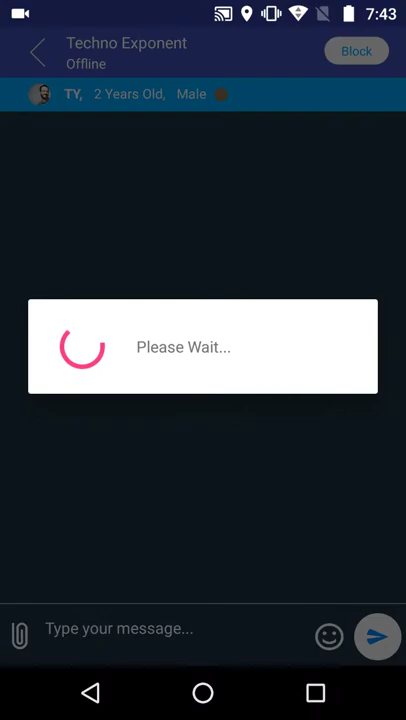 7:43
Techno Exponent
Offline
Block
TY, 2 Years Old, Male
Please Wait...
Type your message...